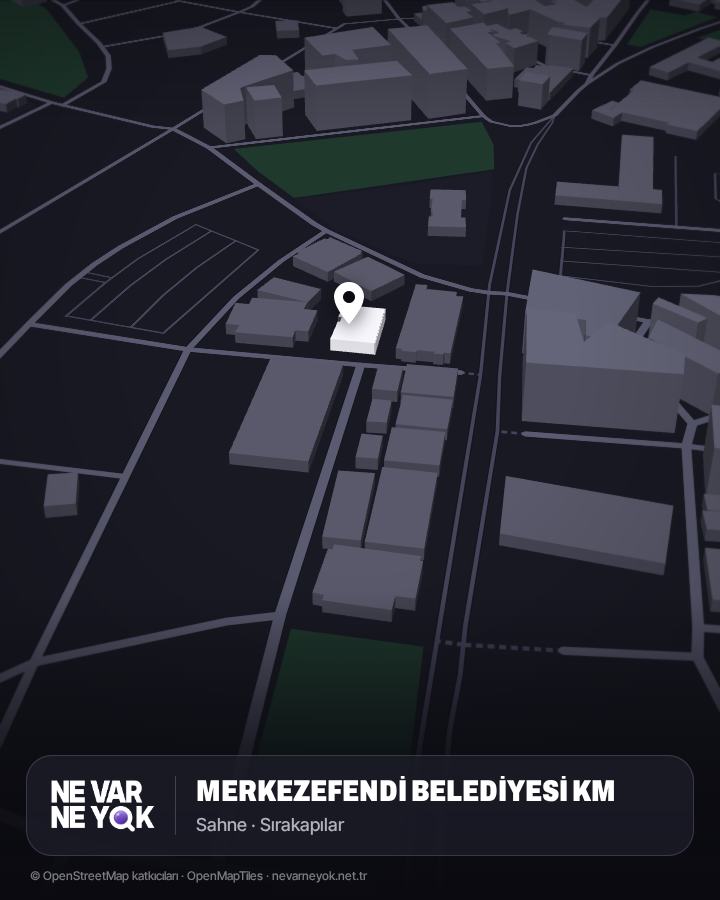 NE VAR
NE YOK
MERKEZEFENDİ BELEDİYESİ KM
Sahne · Sırakapılar
© OpenStreetMap katkıcıları · OpenMapTiles · nevarneyok.net.tr